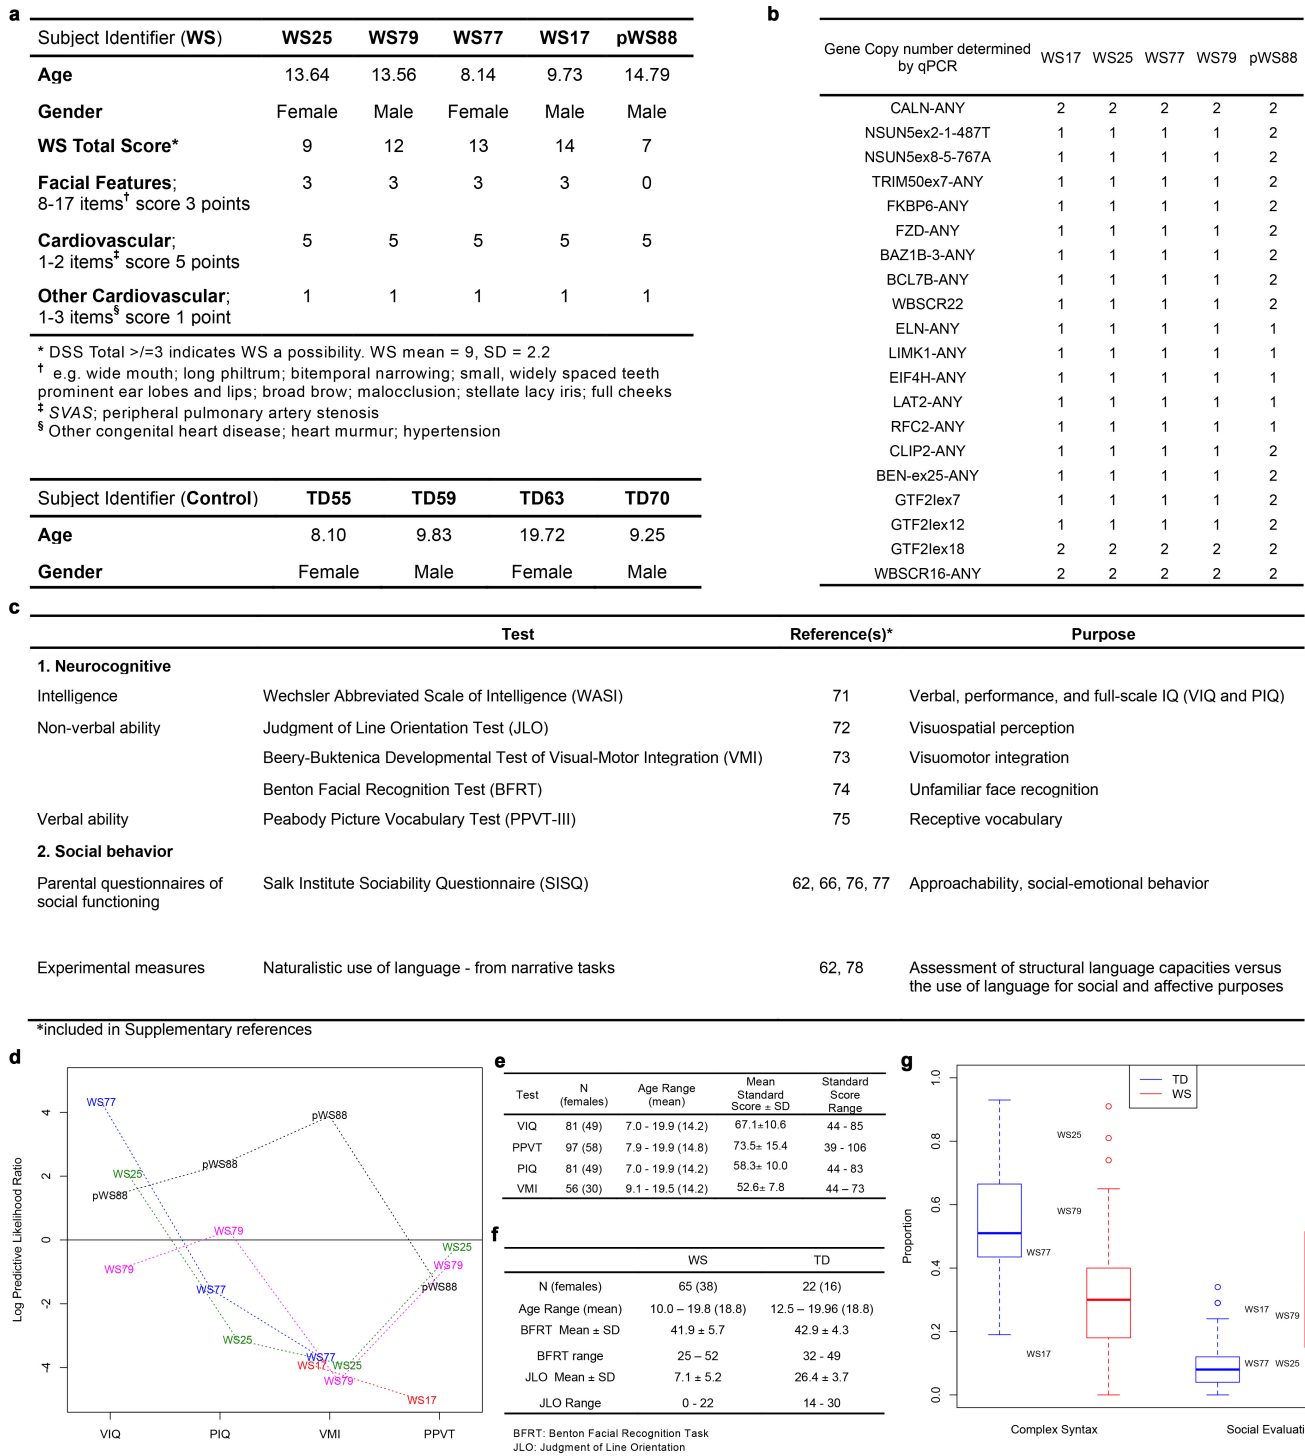 a
Subject Identifier (WS) WS25 WS79 WS77 WS17 pWS88
Age 13.64 13.56 8.14 9.73 14.79
Gender Female Male Female Male Male
WS Total Score* 9 12 13 14 7
Facial Features; 3 3 3 3 0
8-17 items† score 3 points
Cardiovascular; 5 5 5 5 5
1-2 items‡ score 5 points
Other Cardiovascular; 1 1 1 1 1
1-3 items§ score 1 point
* DSS Total >/=3 indicates WS a possibility. WS mean = 9, SD = 2.2
† e.g. wide mouth; long philtrum; bitemporal narrowing; small, widely spaced teeth
prominent ear lobes and lips; broad brow; malocclusion; stellate lacy iris; full cheeks
‡ SVAS; peripheral pulmonary artery stenosis
§ Other congenital heart disease; heart murmur; hypertension
Subject Identifier (Control) TD55 TD59 TD63 TD70
Age 8.10 9.83 19.72 9.25
Gender Female Male Female Male
b
Gene Copy number determined
by qPCR WS17 WS25 WS77 WS79 pWS88
CALN-ANY 2 2 2 2 2
NSUN5ex2-1-487T 1 1 1 1 2
NSUN5ex8-5-767A 1 1 1 1 2
TRIM50ex7-ANY 1 1 1 1 2
FKBP6-ANY 1 1 1 1 2
FZD-ANY 1 1 1 1 2
BAZ1B-3-ANY 1 1 1 1 2
BCL7B-ANY 1 1 1 1 2
WBSCR22 1 1 1 1 2
ELN-ANY 1 1 1 1 1
LIMK1-ANY 1 1 1 1 1
EIF4H-ANY 1 1 1 1 1
LAT2-ANY 1 1 1 1 1
RFC2-ANY 1 1 1 1 1
CLIP2-ANY 1 1 1 1 2
BEN-ex25-ANY 1 1 1 1 2
GTF2Iex7 1 1 1 1 2
GTF2Iex12 1 1 1 1 2
GTF2Iex18 2 2 2 2 2
WBSCR16-ANY 2 2 2 2 2
c
Test Reference(s)* Purpose
1. Neurocognitive
Intelligence Wechsler Abbreviated Scale of Intelligence (WASI) 71 Verbal, performance, and full-scale IQ (VIQ and PIQ)
Non-verbal ability Judgment of Line Orientation Test (JLO) 72 Visuospatial perception
Beery-Buktenica Developmental Test of Visual-Motor Integration (VMI) 73 Visuomotor integration
Benton Facial Recognition Test (BFRT) 74 Unfamiliar face recognition
Verbal ability Peabody Picture Vocabulary Test (PPVT-III) 75 Receptive vocabulary
2. Social behavior
Parental questionnaires of Salk Institute Sociability Questionnaire (SISQ) 62, 66, 76, 77 Approachability, social-emotional behavior
social functioning
Experimental measures Naturalistic use of language - from narrative tasks 62, 78 Assessment of structural language capacities versus
the use of language for social and affective purposes
*included in Supplementary references
d
Log Predictive Likelihood Ratio
4
2
0
-2
-4
WS77
WS25
pWS88
WS79
pWS88
WS79
WS77
WS25
pWS88
WS77
WS17
WS25
WS79
WS25
WS79
pWS88
WS17
VIQ PIQ VMI PPVT
e
Test N (females) Age Range (mean) Mean Standard Score ± SD Standard Score Range
VIQ 81 (49) 7.0 - 19.9 (14.2) 67.1±10.6 44 - 85
PPVT 97 (58) 7.9 - 19.9 (14.8) 73.5± 15.4 39 - 106
PIQ 81 (49) 7.0 - 19.9 (14.2) 58.3± 10.0 44 - 83
VMI 56 (30) 9.1 - 19.5 (14.2) 52.6± 7.8 44 – 73
f
WS TD
N (females) 65 (38) 22 (16)
Age Range (mean) 10.0 – 19.8 (18.8) 12.5 – 19.96 (18.8)
BFRT Mean ± SD 41.9 ± 5.7 42.9 ± 4.3
BFRT range 25 – 52 32 - 49
JLO Mean ± SD 7.1 ± 5.2 26.4 ± 3.7
JLO Range 0 - 22 14 - 30
BFRT: Benton Facial Recognition Task
JLO: Judgment of Line Orientation
g
TD
WS
Proportion
1.0
0.8
0.6
0.4
0.2
0.0
WS25
WS79
WS77
WS17
WS17
WS79
WS77 WS25
Complex Syntax Social Evaluati